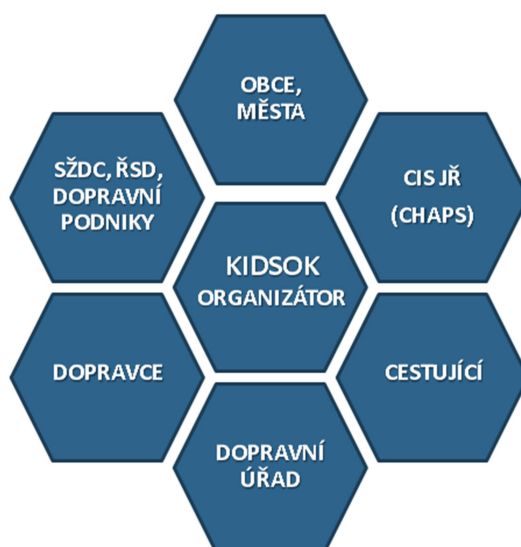 OBCE,
MĚSTA
SŽDC, ŘSD,
DOPRAVNÍ
PODNIKY
CIS JŘ
(CHAPS)
KIDSOK
ORGANIZÁTOR
DOPRAVCE
CESTUJÍCÍ
DOPRAVNÍ
ÚŘAD